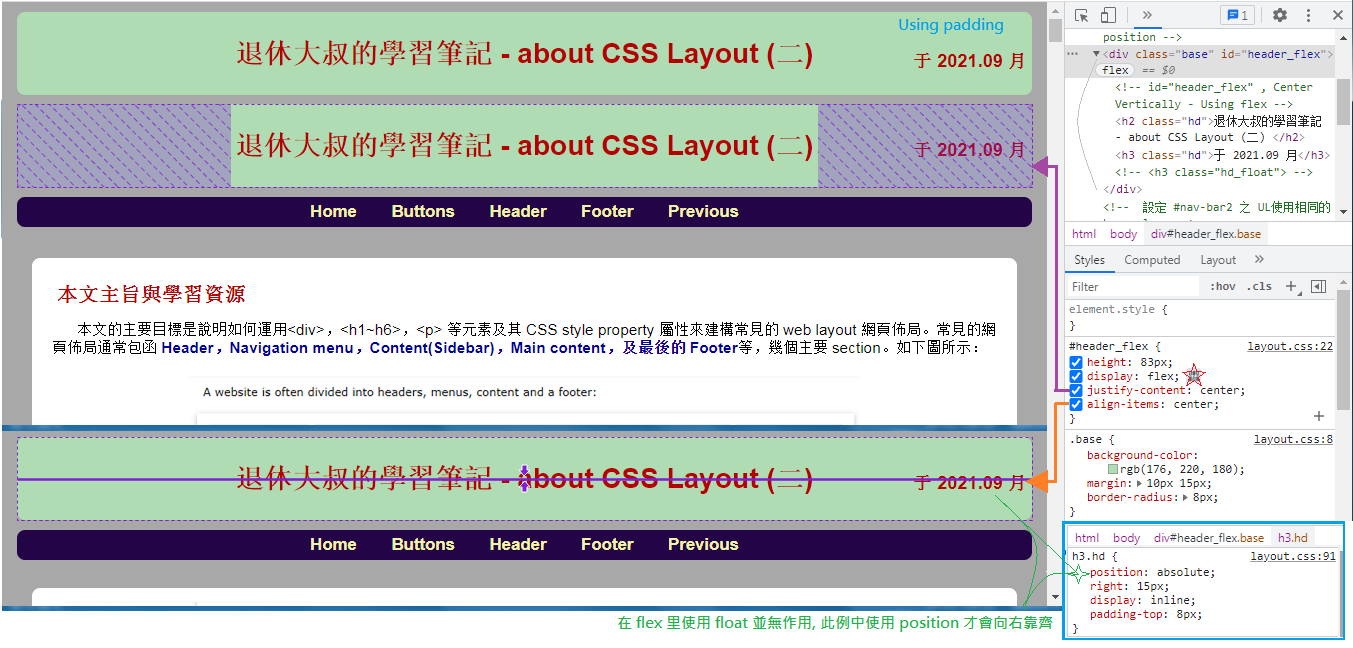 Using padding
退休大叔的學習筆記 - about CSS Layout (二)
于 2021.09 月
退休大叔的學習筆記 - about CSS Layout (二)
于 2021.09 月
Home Buttons Header Footer Previous
本文主旨與學習資源
本文的主要目標是說明如何運用<div>，<h1~h6>，<p> 等元素及其 CSS style property 屬性來建構常見的 web layout 網頁佈局。常見的網
頁佈局通常包函 Header，Navigation menu，Content(Sidebar)，Main content，及最後的 Footer等，幾個主要 section。如下圖所示：
A website is often divided into headers, menus, content and a footer:
退休大叔的學習筆記 - about CSS Layout (二)
于 2021.09 月
Home Buttons Header Footer Previous
在 flex 里使用 float 並無作用, 此例中使用 position 才會向右靠齊
1
position -->
<div class="base" id="header_flex">
flex == $0
<!-- id="header_flex" , Center
Vertically - Using flex -->
<h2 class="hd">退休大叔的學習筆記
- about CSS Layout (二) </h2>
<h3 class="hd">于 2021.09 月</h3>
<!-- <h3 class="hd_float"> -->
</div>
<!-- 設定 #nav-bar2 之 UL使用相同的
html body div#header_flex.base
Styles Computed Layout
Filter :hov .cls
element.style {
}
#header_flex { layout.css:22
height: 83px;
display: flex;
justify-content: center;
align-items: center;
}
.base { layout.css:8
background-color:
rgb(176, 220, 180);
margin: 10px 15px;
border-radius: 8px;
}
html body div#header_flex.base h3.hd
h3.hd { layout.css:91
position: absolute;
right: 15px;
display: inline;
padding-top: 8px;
}